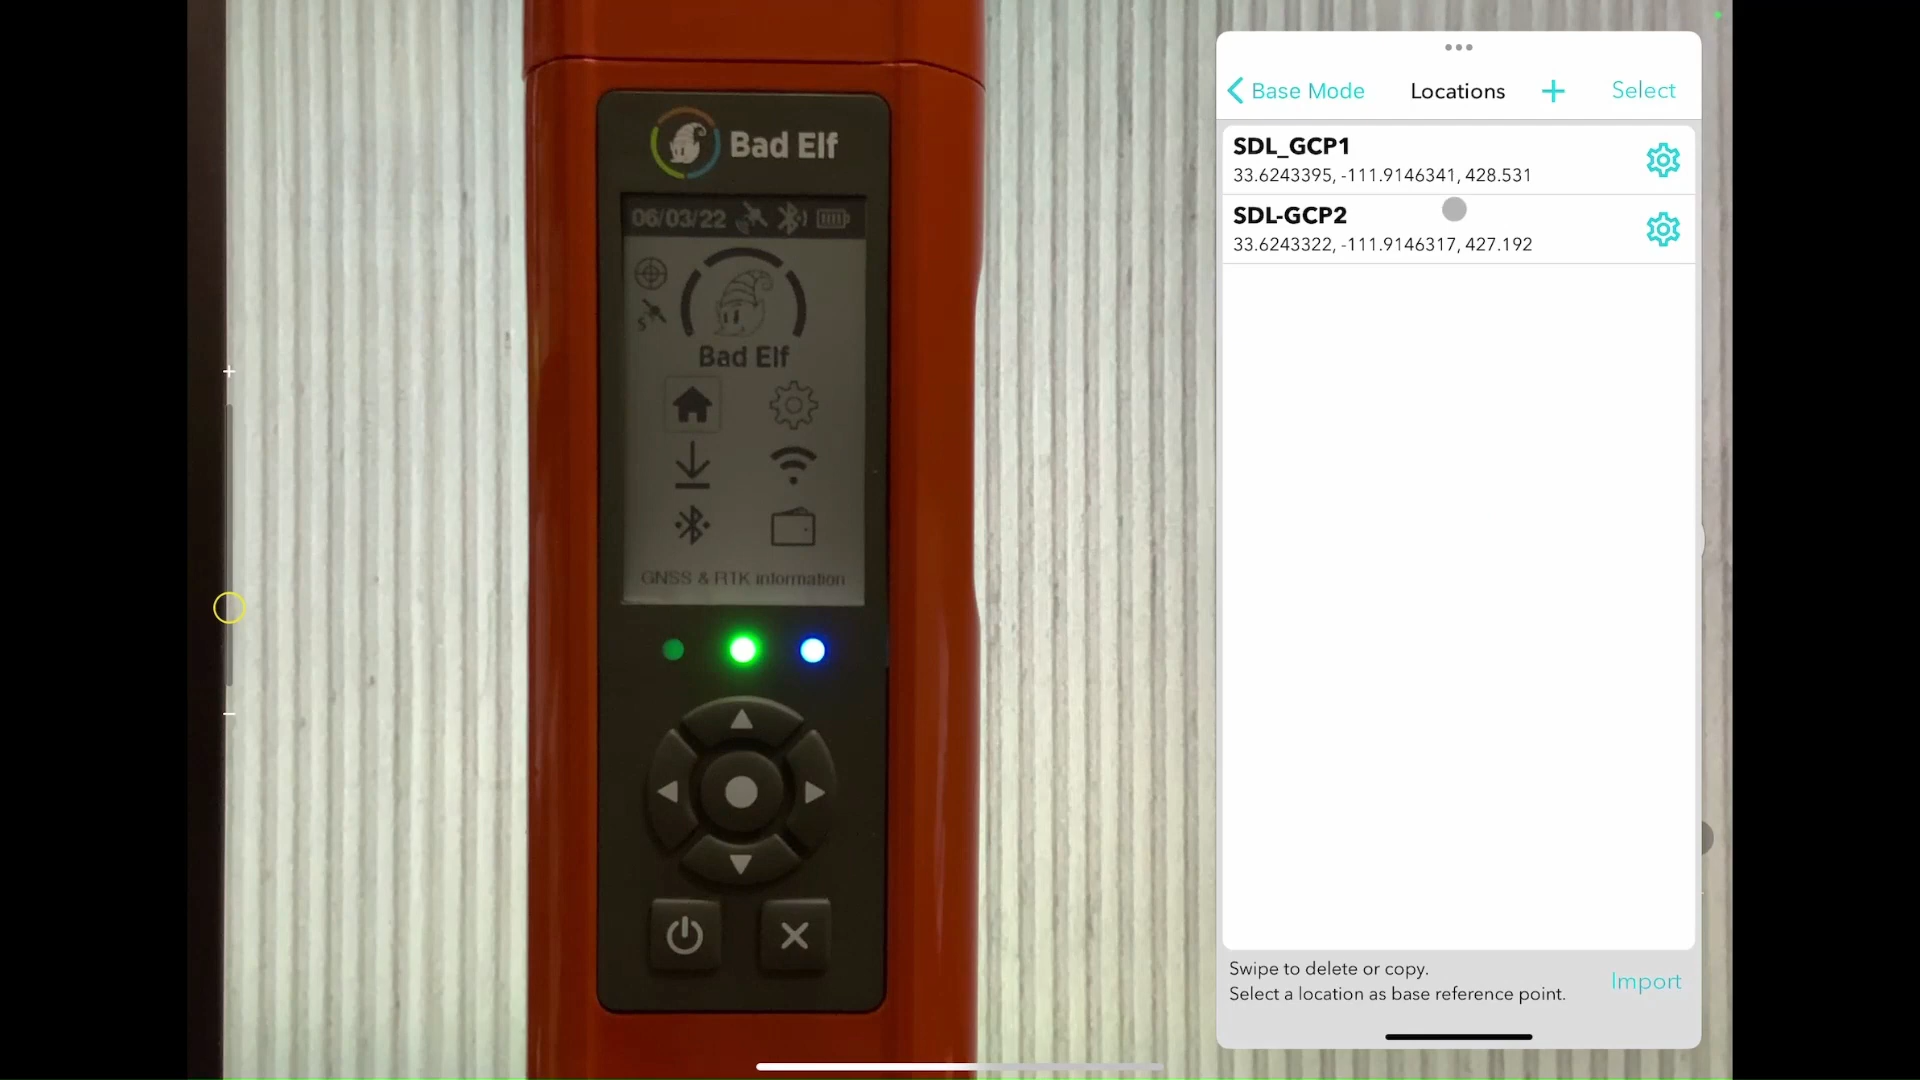 Bad Elf
06/03/22
S
Bad Elf
GNSS & RTK information
Base Mode
Locations
+
Select
SDL_GCP1
33.6243395, -111.9146341, 428.531
SDL-GCP2
33.6243322, -111.9146317, 427.192
Swipe to delete or copy.
Select a location as base reference point.
Import